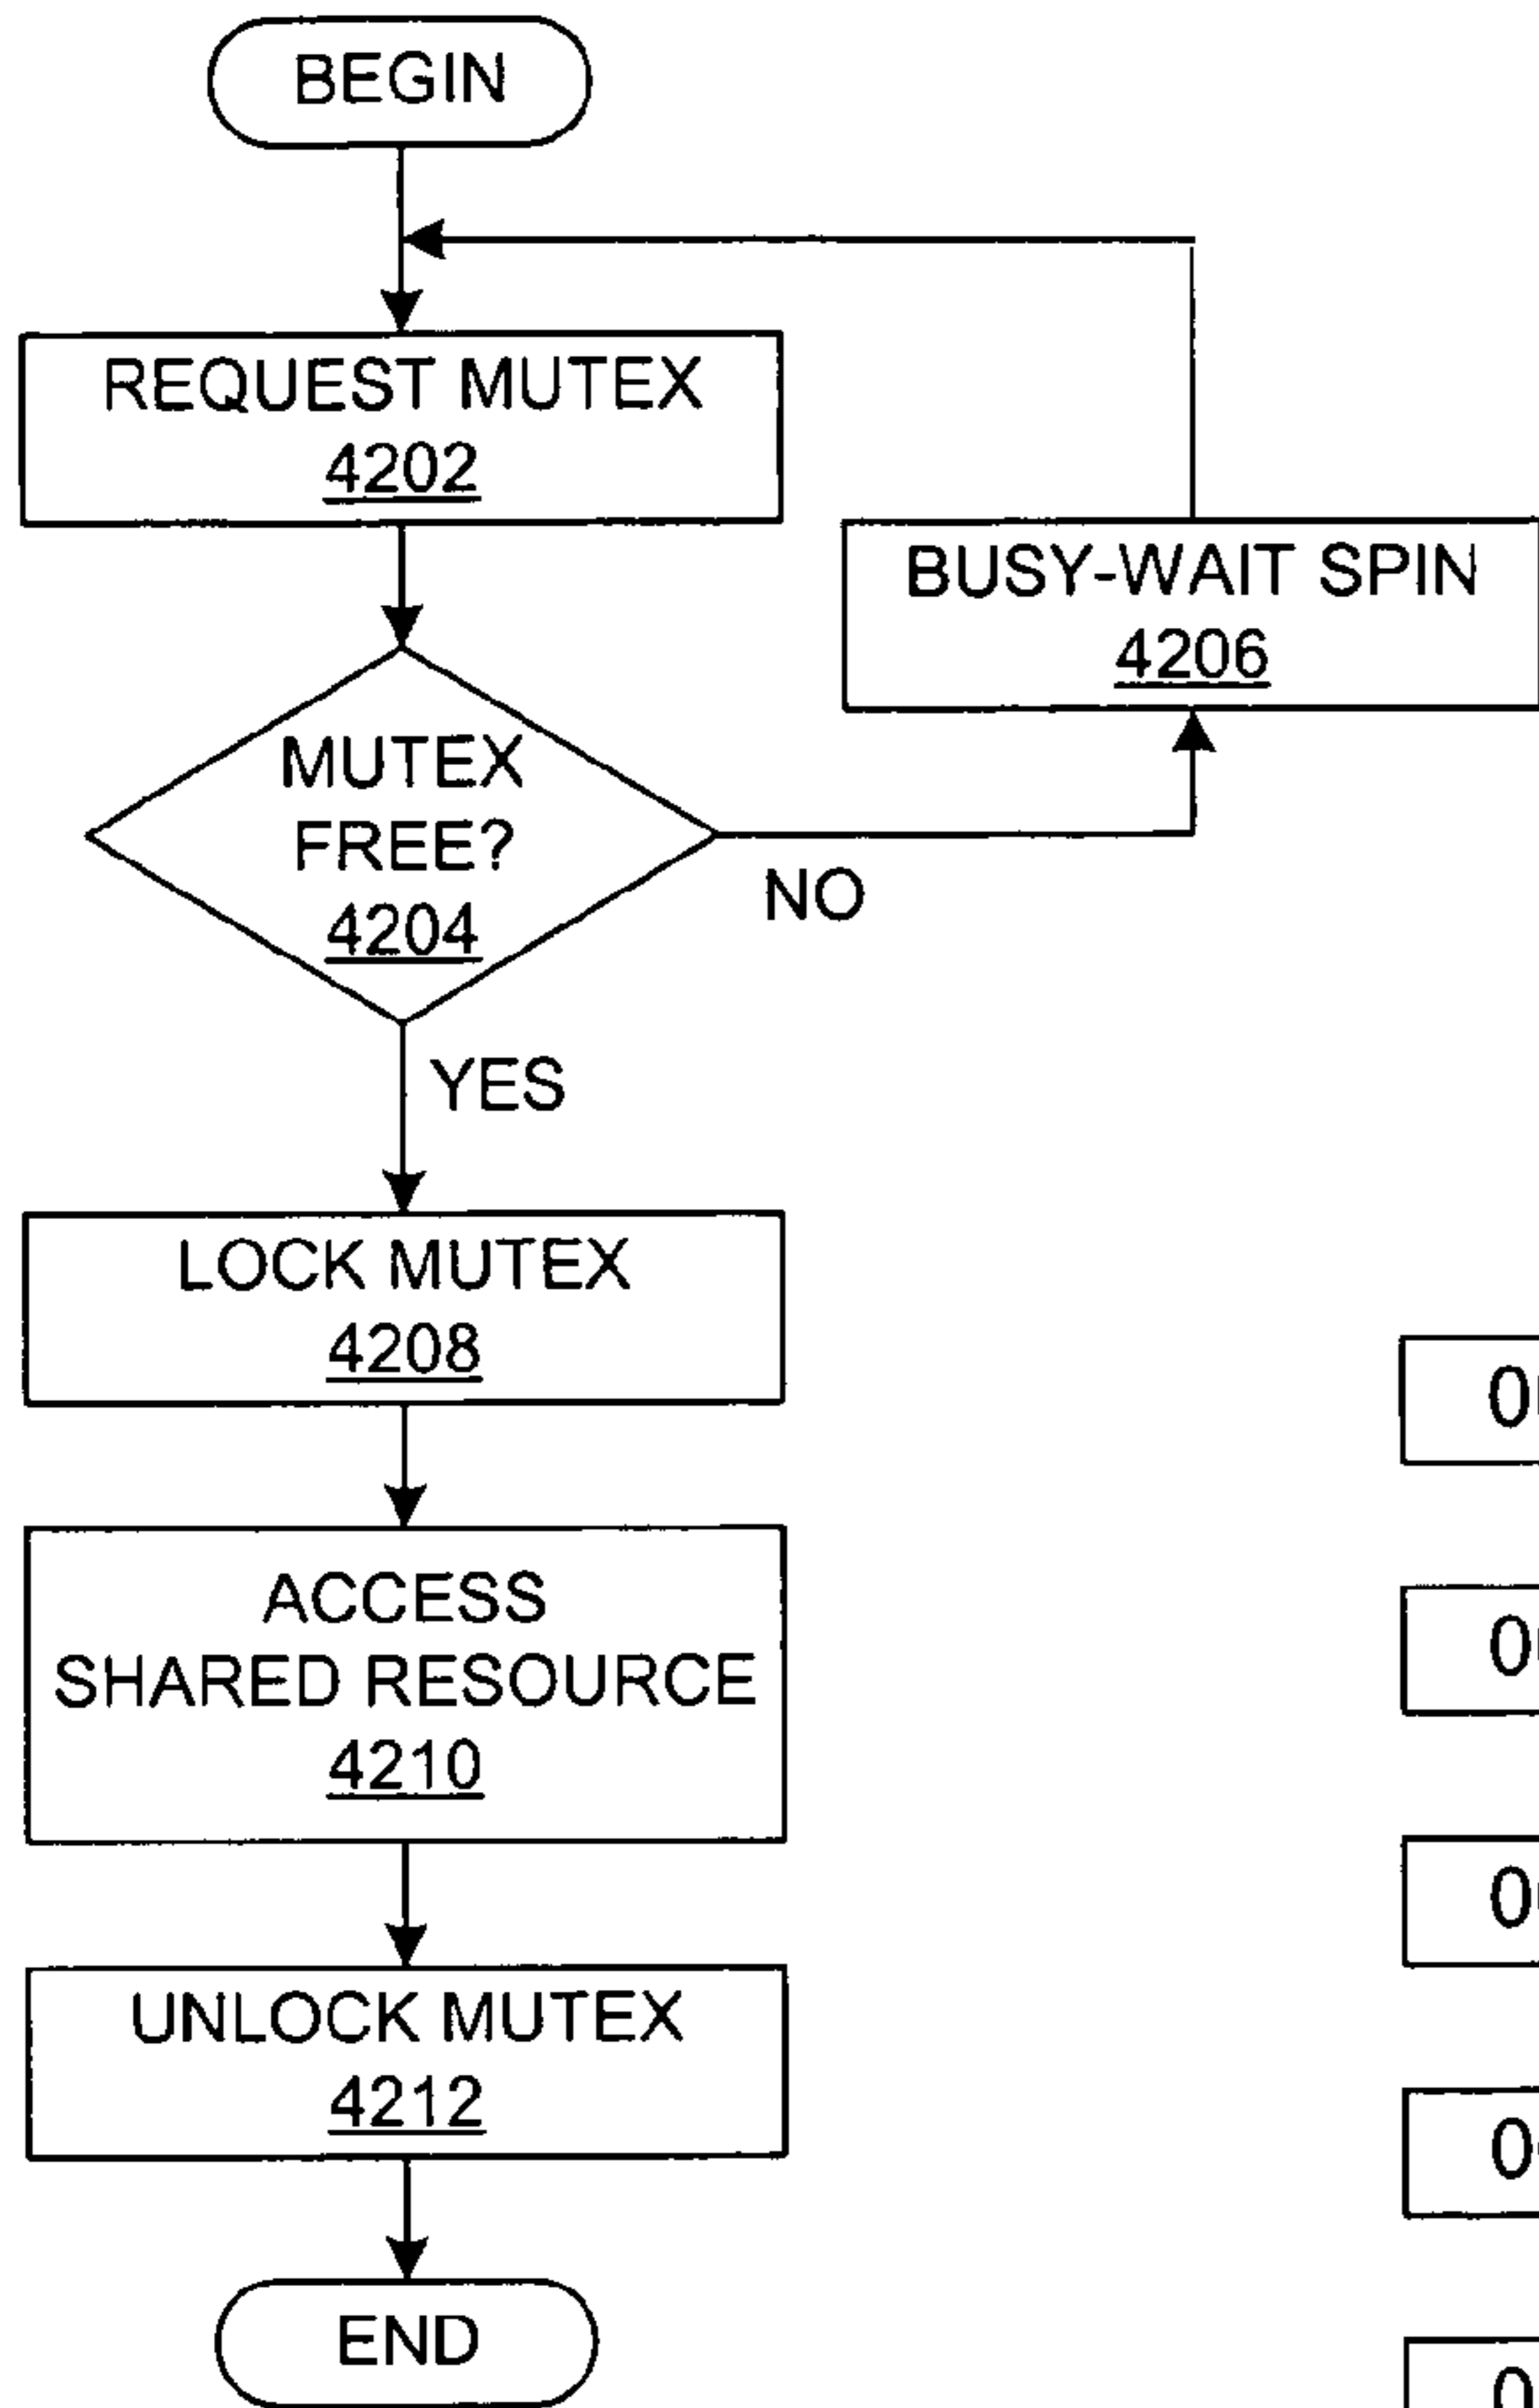 BEGIN
REQUEST MUTEX
4202
BUSY-WAIT SPIN
4206
MUTEX
FREE?
4204
NO
YES
LOCK MUTEX
4208
ACCESS
SHARED RESOURCE
4210
UNLOCK MUTEX
4212
END